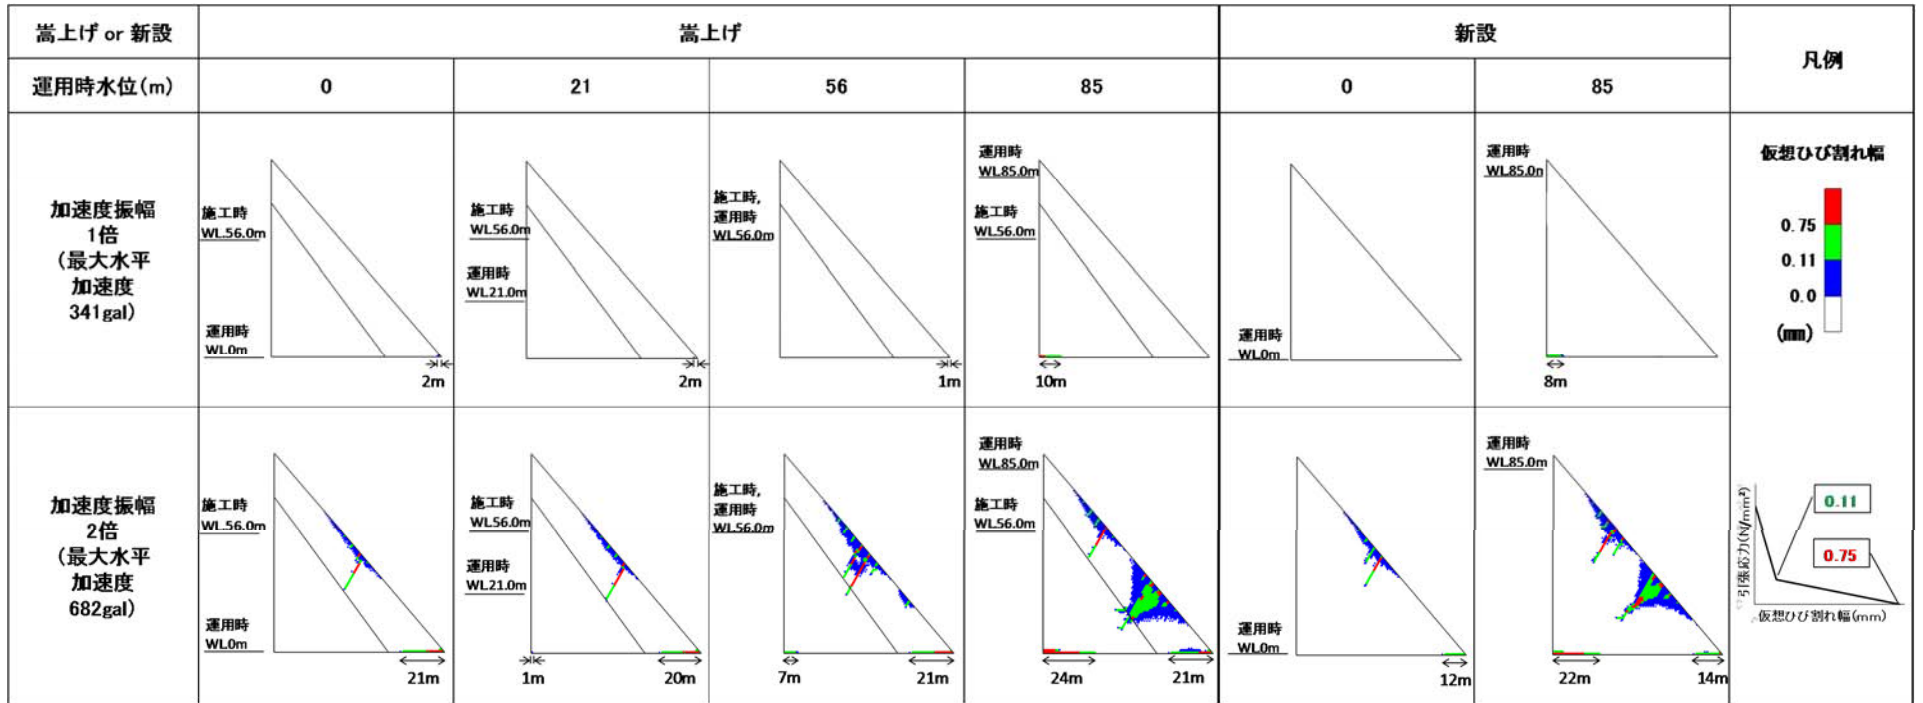 嵩上げ or 新設
嵩上げ
新設
凡例
運用時水位(m)
0
21
56
85
0
85
加速度振幅
1倍
(最大水平
加速度
341gal)
施工時
WL.56.0m
運用時
WL0m
2m
施工時
WL56.0m
運用時
WL21.0m
2m
施工時,
運用時
WL56.0m
1m
運用時
WL85.0m
施工時
WL56.0m
10m
運用時
WL0m
運用時
WL85.0n
8m
仮想ひび割れ幅
0.75
0.11
0.0
(mm)
加速度振幅
2倍
(最大水平
加速度
682gal)
施工時
WL.56.0m
運用時
WL0m
21m
施工時
WL56.0m
運用時
WL21.0m
1m
20m
施工時,
運用時
WL56.0m
7m
21m
運用時
WL85.0m
施工時
WL56.0m
24m
21m
運用時
WL0m
12m
運用時
WL85.0m
22m
14m
引張応力(N/mm²)
0.11
0.75
仮想ひび割れ幅(mm)